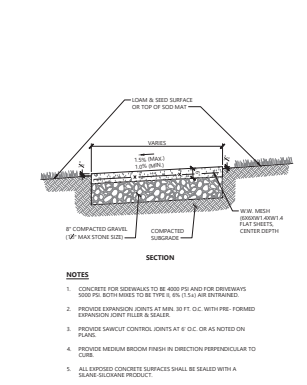 LOAM & SEED SURFACE
OR TOP OF SOD MAT
VARIES
1.5% (MAX.)
1.0% (MIN.)
W.W. MESH
(6X6XW1.4XW1.4
FLAT SHEETS,
CENTER DEPTH
8" COMPACTED GRAVEL
MAX STONE SIZE)
COMPACTED
SUBGRADE
SECTION
NOTES
1. CONCRETE FOR SIDEWALKS TO BE 4000 PSI AND FOR DRIVEWAYS
5000 PSI. BOTH MIXES TO BE TYPE II, 6% (1.5±) AIR ENTRAINED.
2. PROVIDE EXPANSION JOINTS AT MIN. 30 FT. O.C. WITH PRE- FORMED
EXPANSION JOINT FILLER & SEALER.
3. PROVIDE SAWCUT CONTROL JOINTS AT 6' O.C. OR AS NOTED ON
PLANS.
4. PROVIDE MEDIUM BROOM FINISH IN DIRECTION PERPENDICULAR TO
CURB.
5. ALL EXPOSED CONCRETE SURFACES SHALL BE SEALED WITH A
SILANE-SILOXANE PRODUCT.